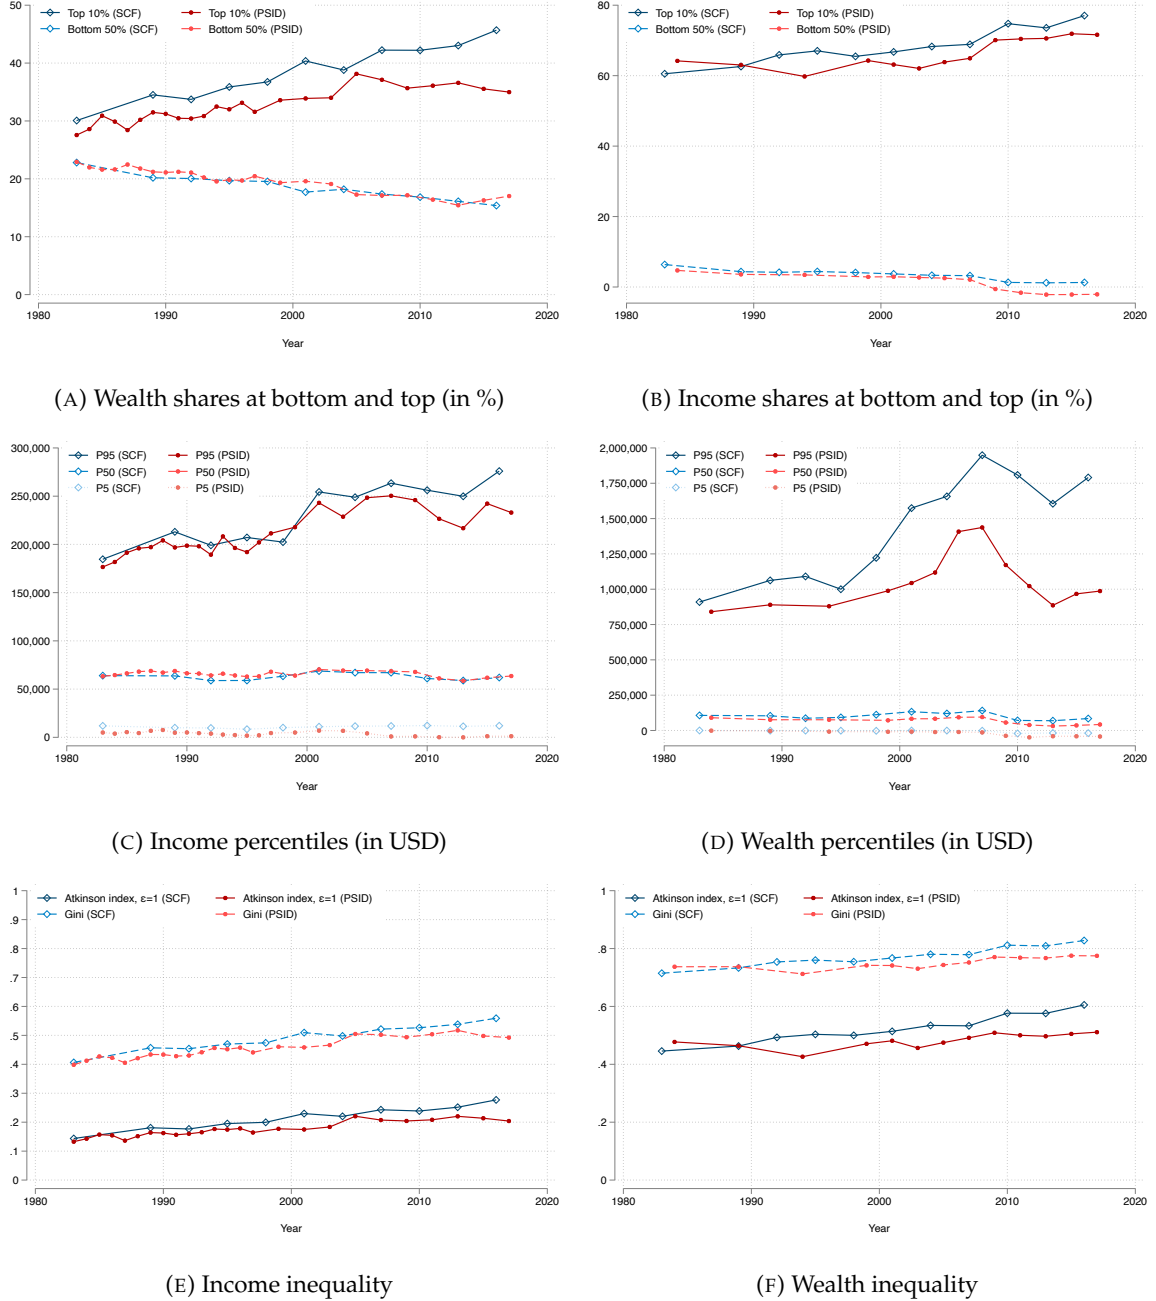 Top 10% (SCF) Top 10% (PSID)
Bottom 50% (SCF) Bottom 50% (PSID)
50
40
30
20
10
0
1980 1990 2000 2010 2020
Year
(A) Wealth shares at bottom and top (in %)
Top 10% (SCF) Top 10% (PSID)
Bottom 50% (SCF) Bottom 50% (PSID)
80
60
40
20
0
1980 1990 2000 2010 2020
Year
(B) Income shares at bottom and top (in %)
P95 (SCF) P95 (PSID)
P50 (SCF) P50 (PSID)
P5 (SCF) P5 (PSID)
300,000
250,000
200,000
150,000
100,000
50,000
0
1980 1990 2000 2010 2020
Year
(C) Income percentiles (in USD)
P95 (SCF) P95 (PSID)
P50 (SCF) P50 (PSID)
P5 (SCF) P5 (PSID)
2,000,000
1,750,000
1,500,000
1,250,000
1,000,000
750,000
500,000
250,000
0
1980 1990 2000 2010 2020
Year
(D) Wealth percentiles (in USD)
Atkinson index, ε=1 (SCF) Atkinson index, ε=1 (PSID)
Gini (SCF) Gini (PSID)
1
.9
.8
.7
.6
.5
.4
.3
.2
.1
0
1980 1990 2000 2010 2020
Year
(E) Income inequality
Atkinson index, ε=1 (SCF) Atkinson index, ε=1 (PSID)
Gini (SCF) Gini (PSID)
1
.8
.6
.4
.2
0
1980 1990 2000 2010 2020
Year
(F) Wealth inequality